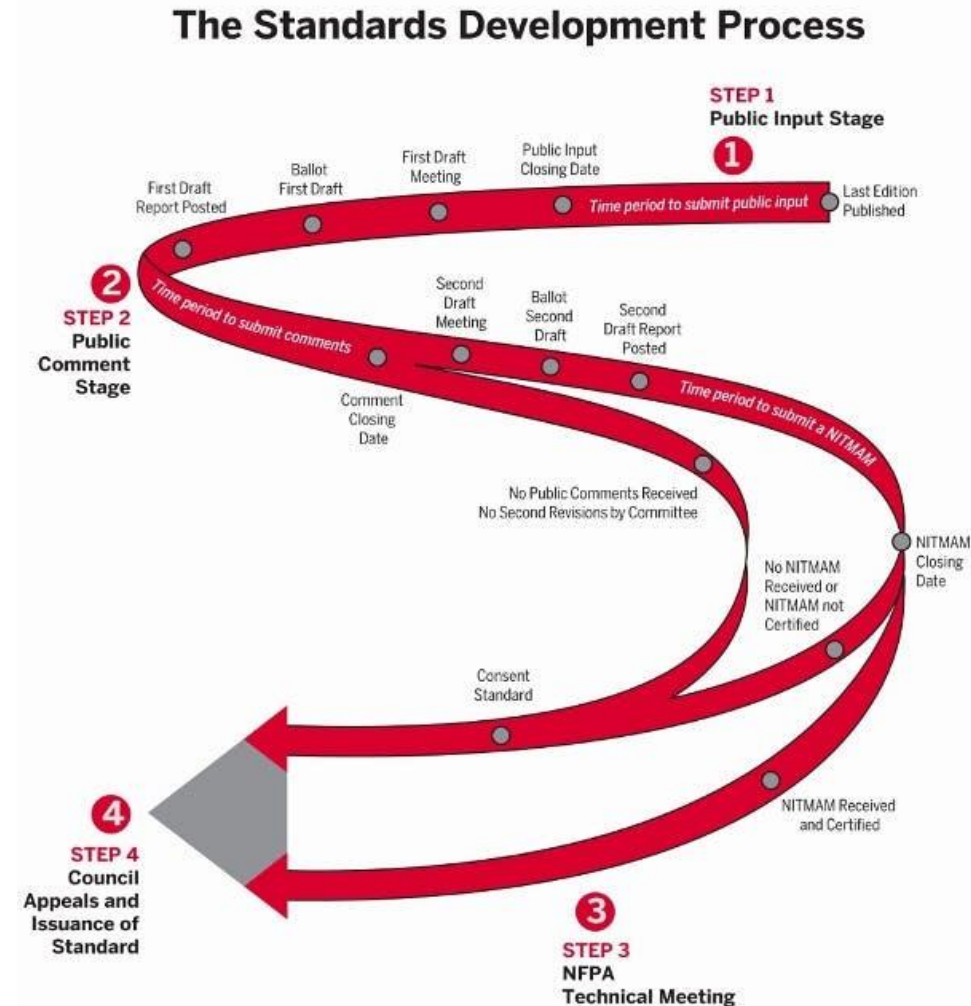 The Standards Development Process
STEP 1
Public Input Stage
1
Last Edition
Published
Time period to submit public input
Public Input
Closing Date
First Draft
Meeting
Ballot
First Draft
First Draft
Report Posted
2
STEP 2
Public
Comment
Stage
Time period to submit comments
Comment
Closing
Date
Second
Draft
Meeting
Ballot
Second
Draft
Second
Draft Report
Posted
Time period to submit a NITMAM
No Public Comments Received
No Second Revisions by Committee
NITMAM
Closing
Date
No NITMAM
Received or
NITMAM not
Certified
Consent
Standard
NITMAM Received
and Certified
3
STEP 3
NFPA
Technical Meeting
4
STEP 4
Council
Appeals and
Issuance of
Standard